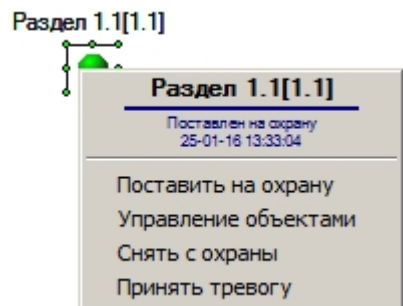 Раздел 1.1[1.1]
Раздел 1.1[1.1]
Поставлен на охрану
25-01-16 13:33:04
Поставить на охрану
Управление объектами
Снять с охраны
Принять тревогу